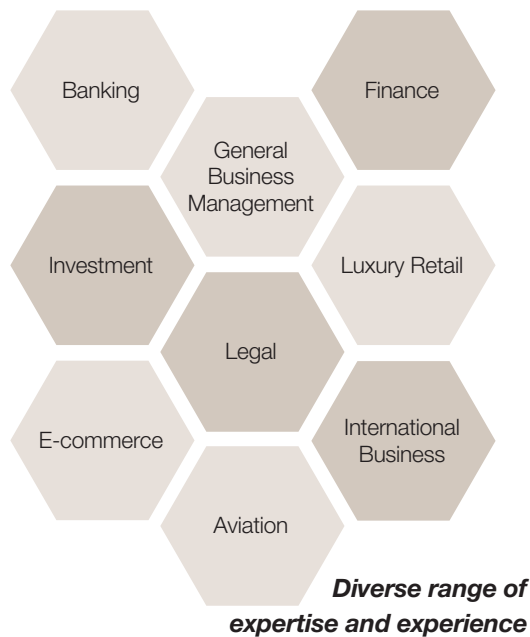 Banking
Finance
General
Business
Management
Investment
Luxury Retail
Legal
E-commerce
International
Business
Aviation
Diverse range of
expertise and experience